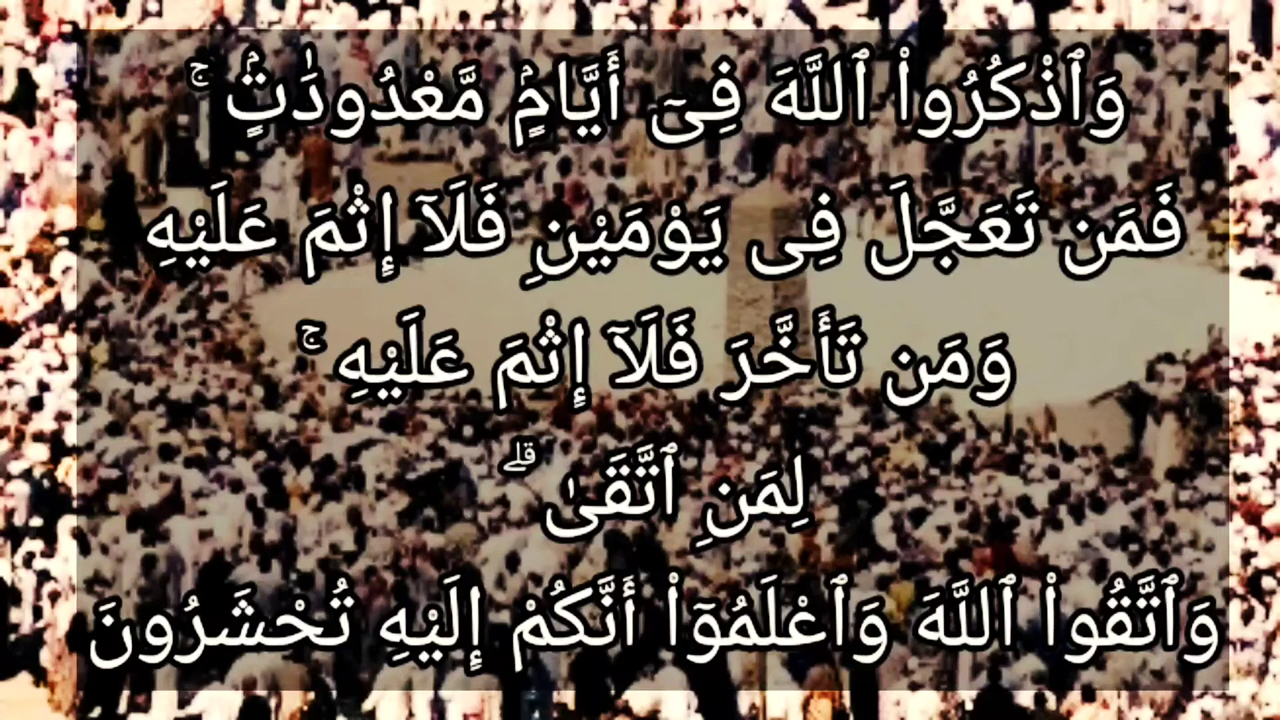 وَٱذْكُرُوا۟ ٱللَّهَ فِىٓ أَيَّامٍۢ مَّعْدُودَٰتٍۢ ۚ
فَمَن تَعَجَّلَ فِى يَوْمَيْنِ فَلَآ إِثْمَ عَلَيْهِ
وَمَن تَأَخَّرَ فَلَآ إِثْمَ عَلَيْهِ ۚ
لِمَنِ ٱتَّقَىٰ ۗ
وَٱتَّقُوا۟ ٱللَّهَ وَٱعْلَمُوٓا۟ أَنَّكُمْ إِلَيْهِ تُحْشَرُونَ